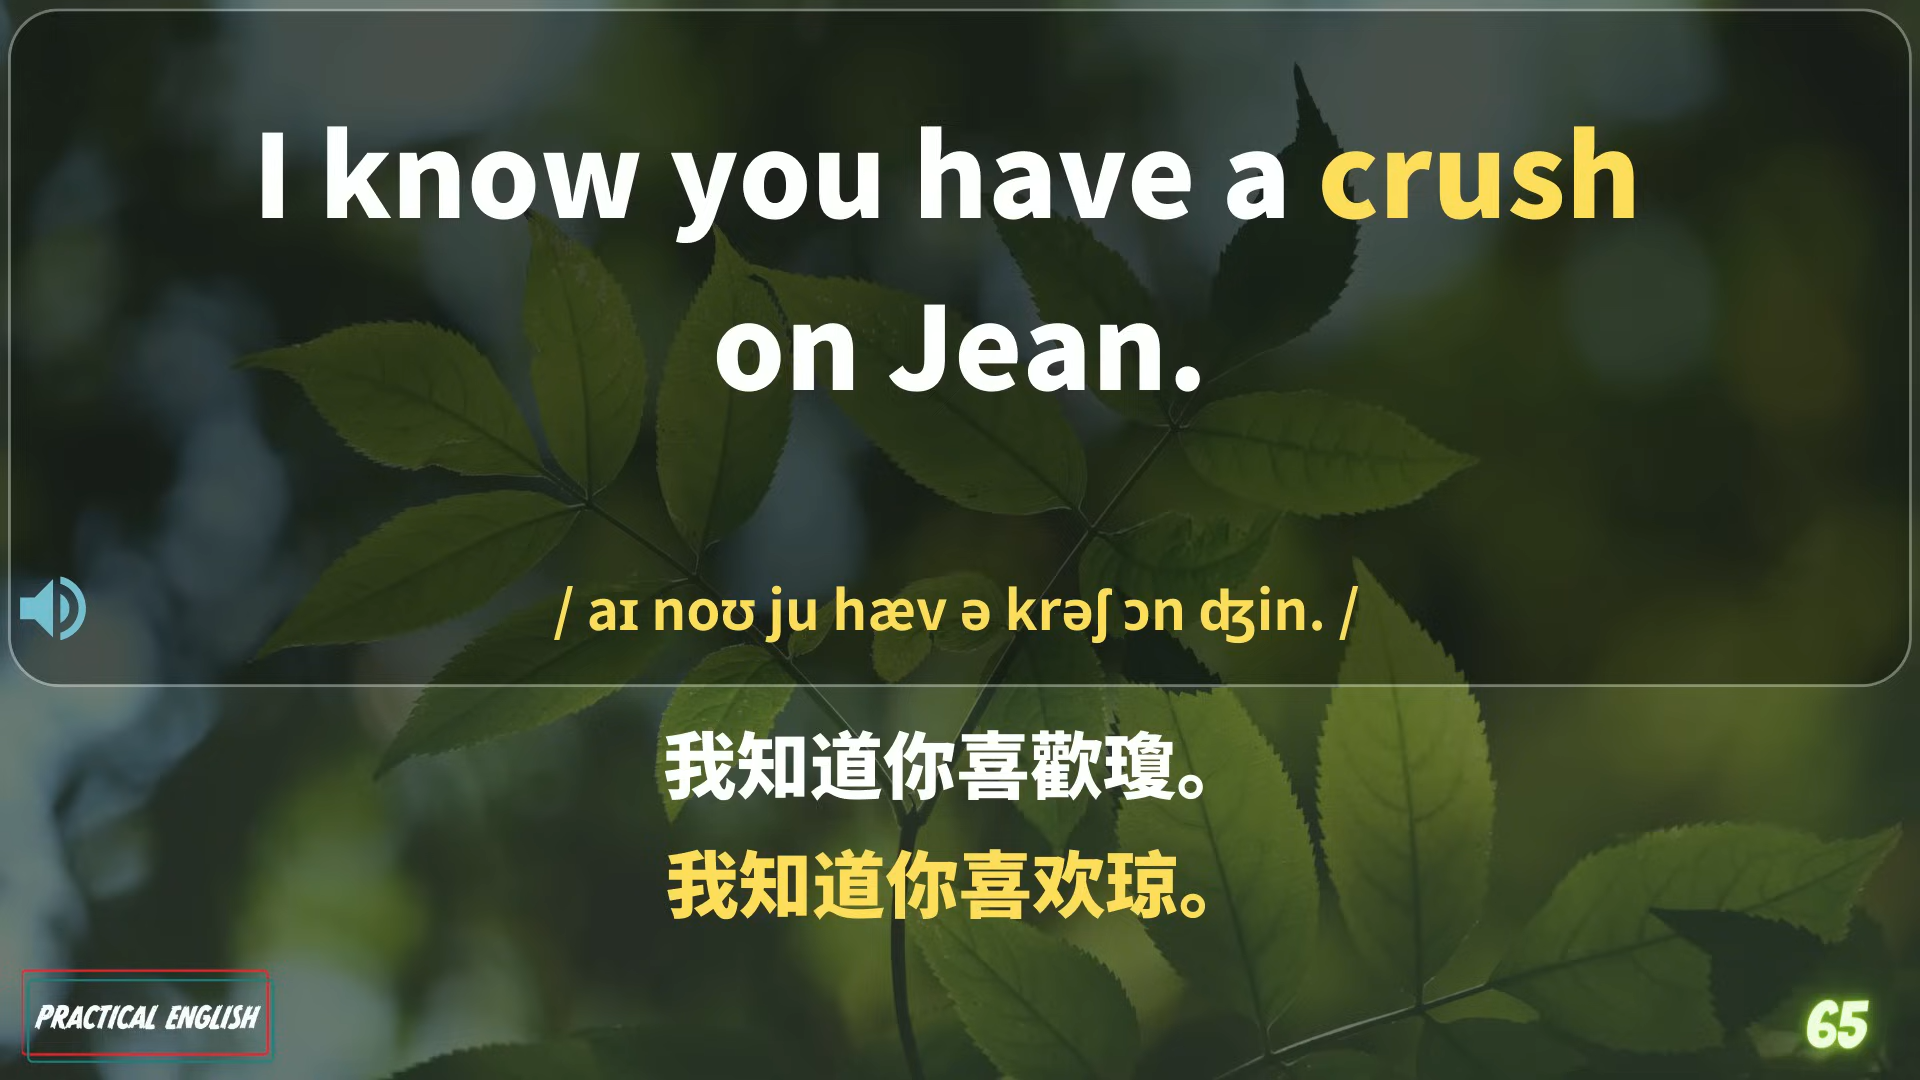 I know you have a crush
on Jean.
/ aɪ noʊ ju hæv ə krəʃ ɔn ʤin. /
我知道你喜歡瓊。
我知道你喜欢琼。
PRACTICAL ENGLISH
65